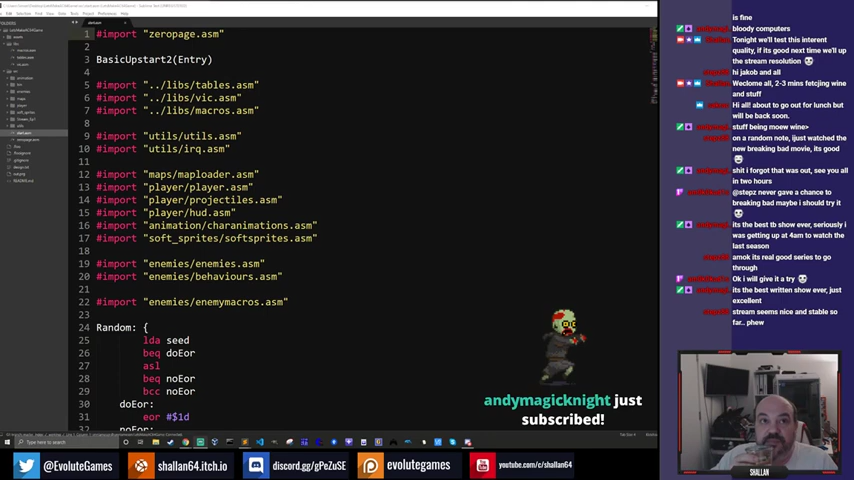 FOLDERS
start.asm
1 #import "zeropage.asm"
2
3 BasicUpstart2(Entry)
4
5 #import "../libs/tables.asm"
6 #import "../libs/vic.asm"
7 #import "../libs/macros.asm"
8
9 #import "utils/utils.asm"
10 #import "utils/irq.asm"
11
12 #import "maps/maploader.asm"
13 #import "player/player.asm"
14 #import "player/projectiles.asm"
15 #import "player/hud.asm"
16 #import "animation/charanimations.asm"
17 #import "soft_sprites/softsprites.asm"
18
19 #import "enemies/enemies.asm"
20 #import "enemies/behaviours.asm"
21
22 #import "enemies/enemymacros.asm"
23
24 Random: {
25 lda seed
26 beq doEor
27 asl
28 beq noEor
29 bcc noEor
30 doEor:
31 eor #$1d
noEor:
andymagicknight just
subscribed!
Type here to search
@EvoluteGames
shallan64.itch.io
discord.gg/gPeZuSE
evolutegames
youtube.com/c/shallan64
is fine
bloody computers
Tonight we'll test this interent
quality, if its good next time we'll up
the stream resolution
hi jakob and all
Weclome all, 2-3 mins fetcjing wine
and stuff
Hi all! about to go out for lunch but
will be back soon.
stuff being moew wine>
on a random note, ijust watched the
new breaking bad movie, its good
shit i forgot that was out, see you all
in two hours
@stepz never gave a chance to
breaking bad maybe i should try it
its the best tb show ever, seriously i
was getting up at 4am to watch the
last season
amok its real good series to go
through
Ok i will give it a try
its the best written show ever, just
excellent
stream seems nice and stable so
far.. phew
SHALLAN